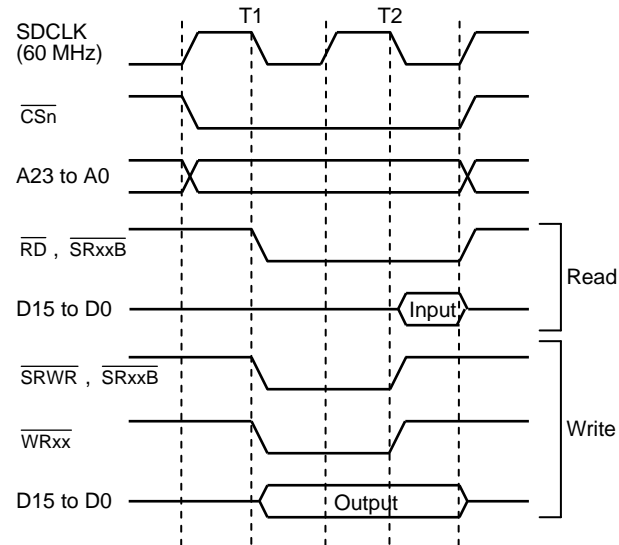 T1 T2
SDCLK
(60 MHz)
CSn
A23 to A0
RD , SRxxB
Read
D15 to D0 Input
SRWR , SRxxB
Write
WRxx
D15 to D0 Output